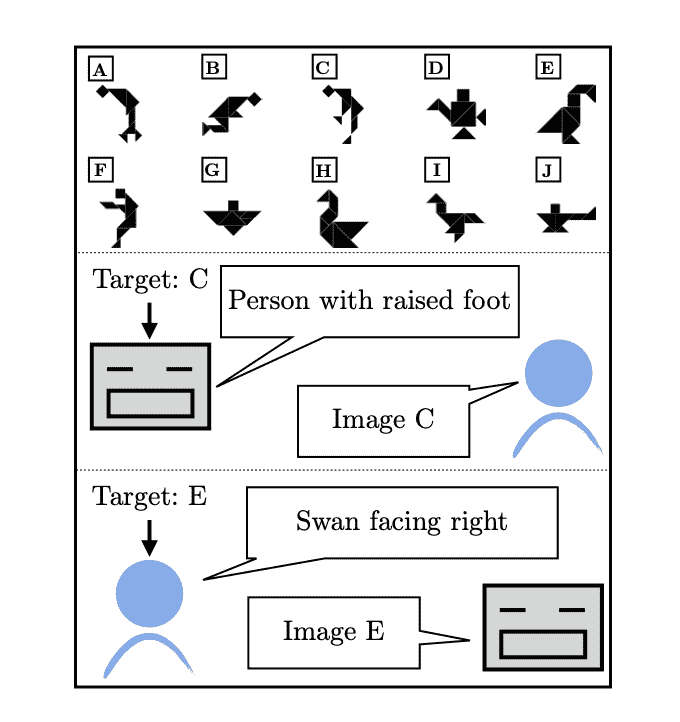 A B C D E
F G H I J
Target: C
Person with raised foot
Image C
Target: E
Swan facing right
Image E